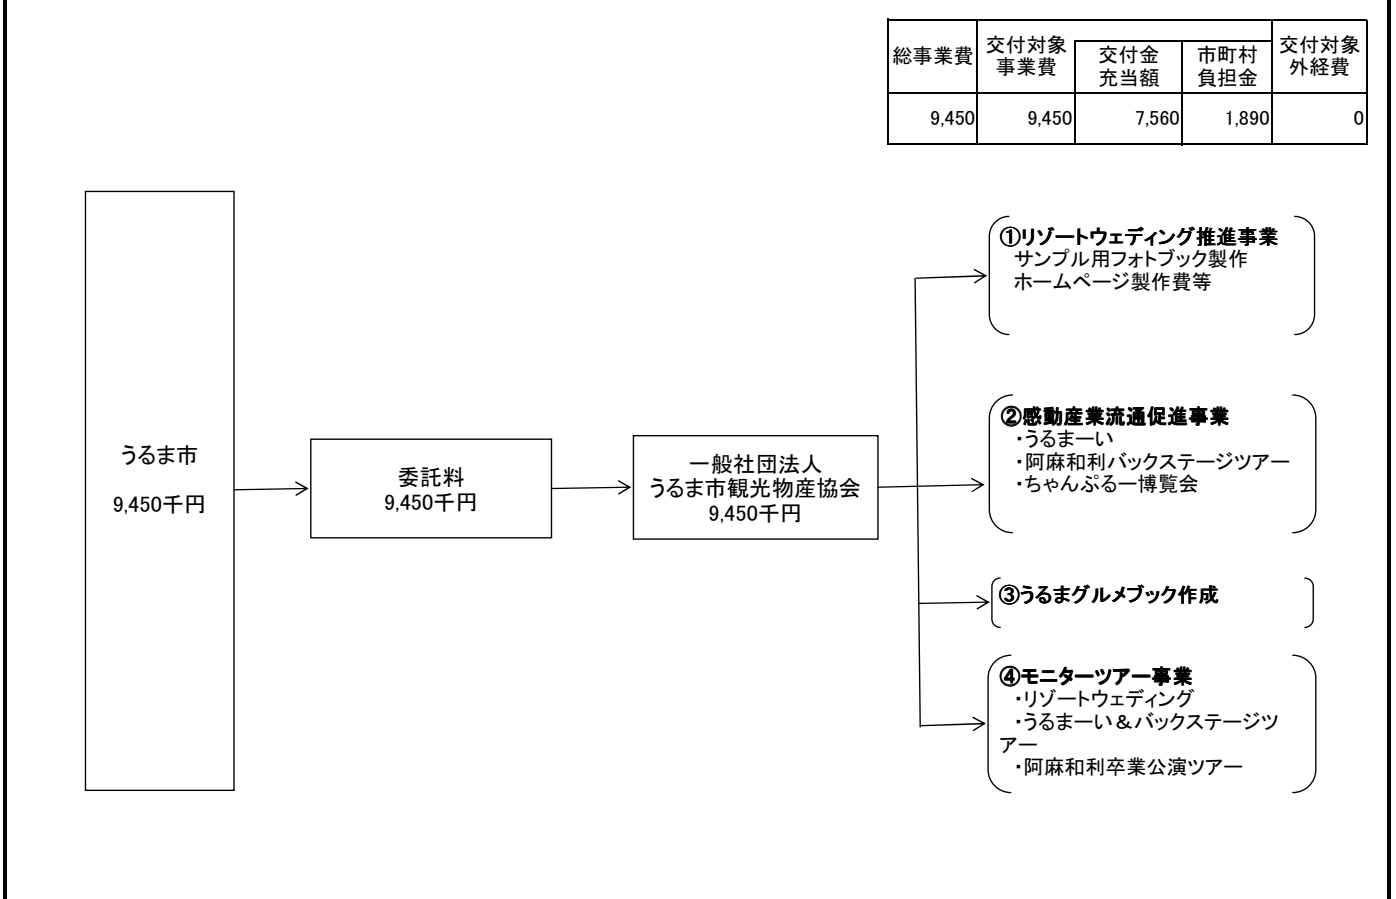 総事業費
交付対象
事業費
交付金
充当額
市町村
負担金
交付対象
外経費
9,450 9,450 7,560 1,890 0
うるま市
9,450千円
委託料
9,450千円
一般社団法人
うるま市観光物産協会
9,450千円
①リゾートウェディング推進事業
サンプル用フォトブック製作
ホームページ製作費等
②感動産業流通促進事業
・うるまーい
・阿麻和利バックステージツアー
・ちゃんぷるー博覧会
③うるまグルメブック作成
④モニターツアー事業
・リゾートウェディング
・うるまーい＆バックステージツ
アー
・阿麻和利卒業公演ツアー